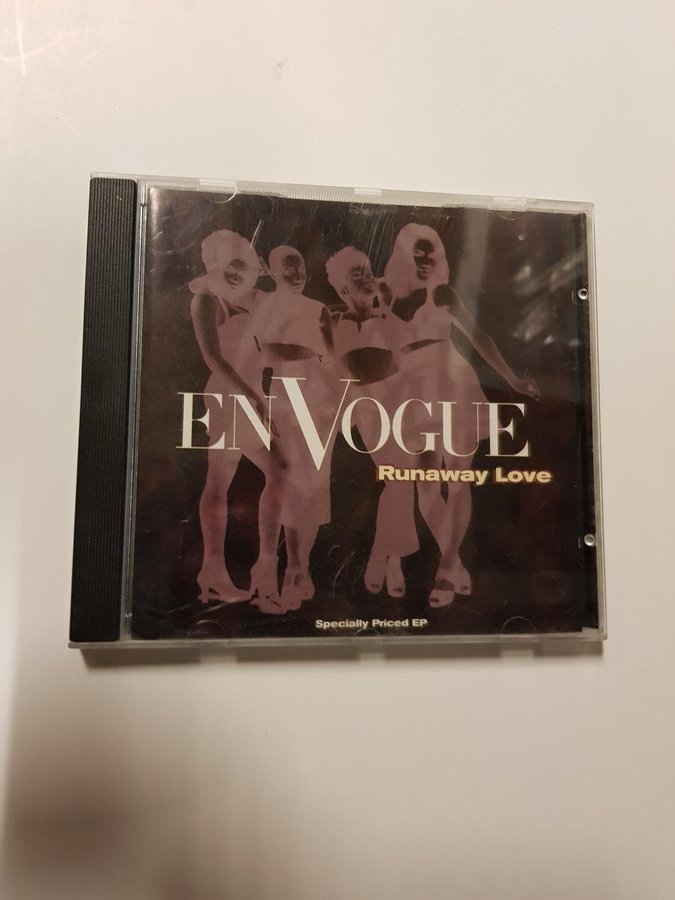 EN VOGUE
Runaway Love
Specially Priced EP